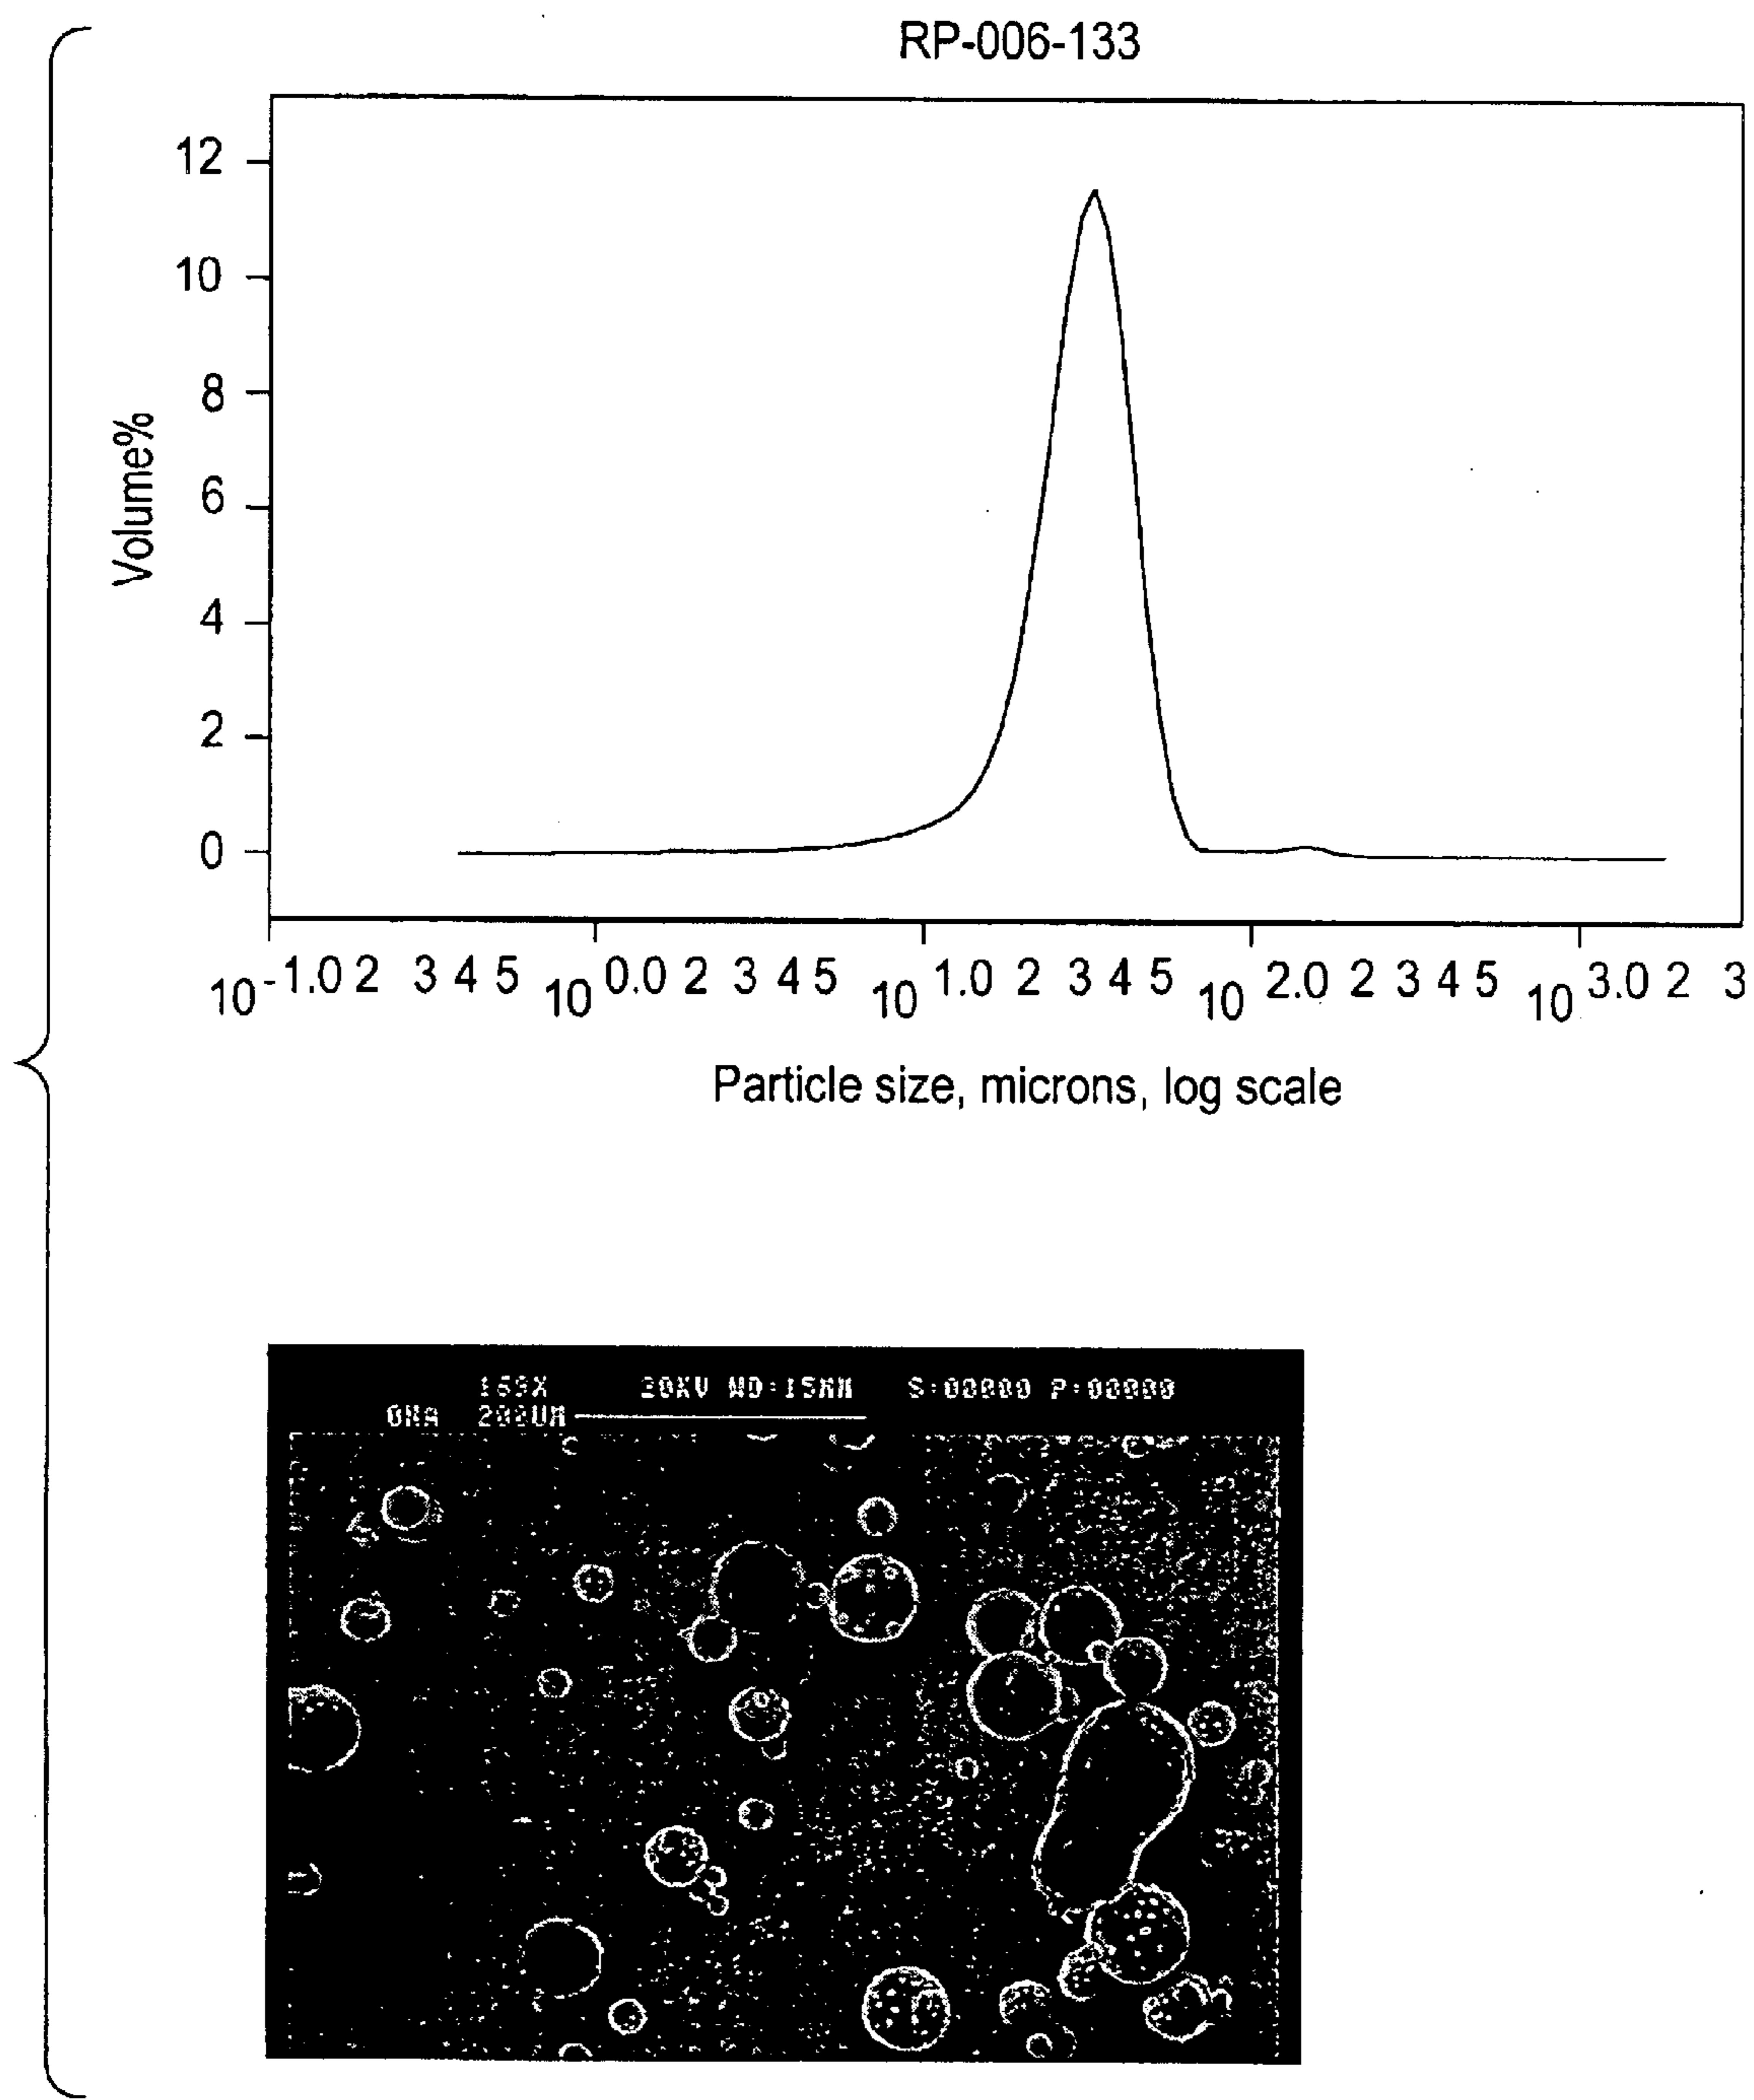 RP-006-133
12
10
8
6
4
2
0
Volume%
10-1.0 2 3 4 5 10 0.0 2 3 4 5 10 1.0 2 3 4 5 10 2.0 2 3 4 5 10 3.0 2 3
Particle size, microns, log scale
20KV WD:15MM S:00000 P:00000
200UM